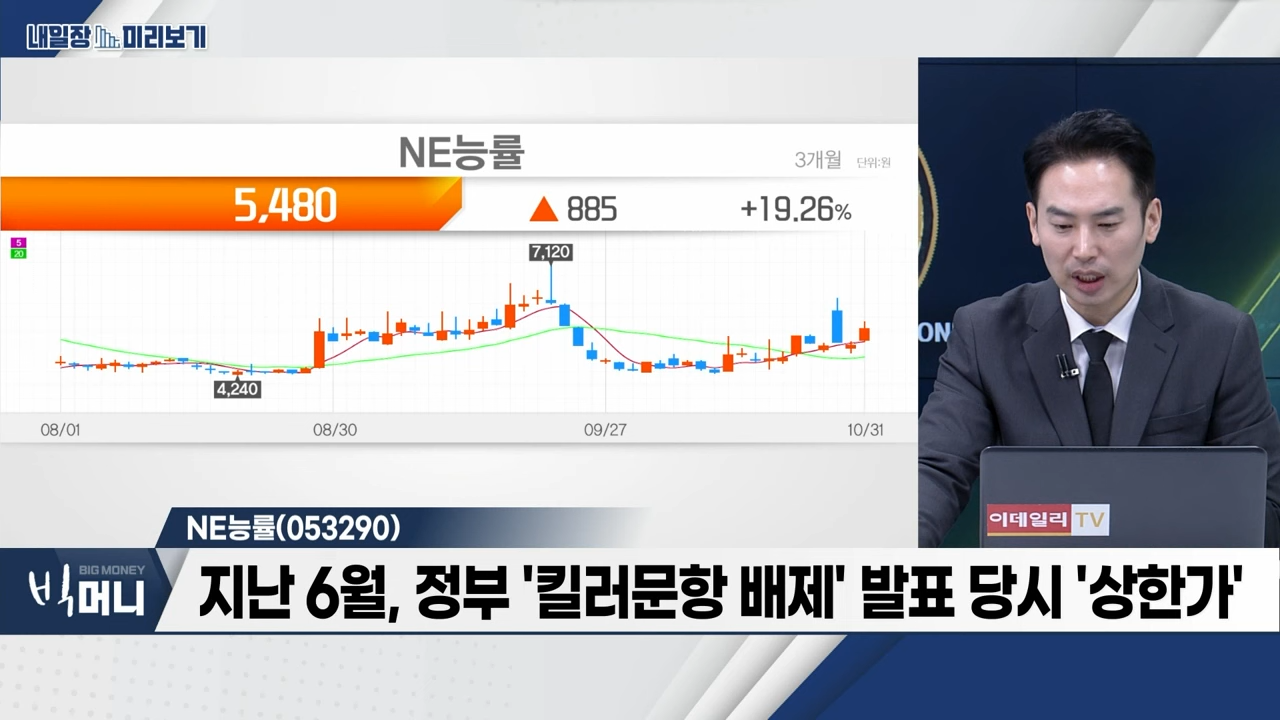 내일장 미리보기
NE능률
3개월 단위:원
5,480 ▲ 885 +19.26%
5
20
7,120
4,240
08/01 08/30 09/27 10/31
이데일리 TV
NE능률(053290)
BIG MONEY
빅머니
지난 6월, 정부 '킬러문항 배제' 발표 당시 '상한가'